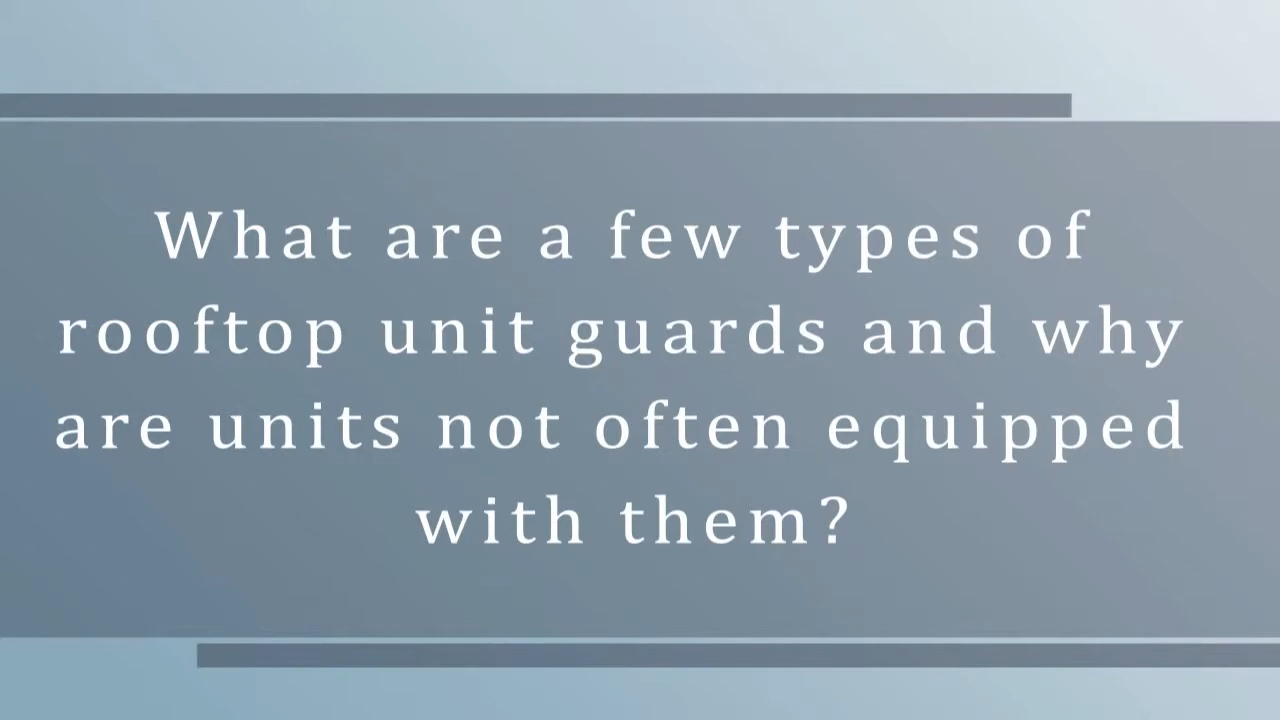 What are a few types of
rooftop unit guards and why
are units not often equipped
with them?